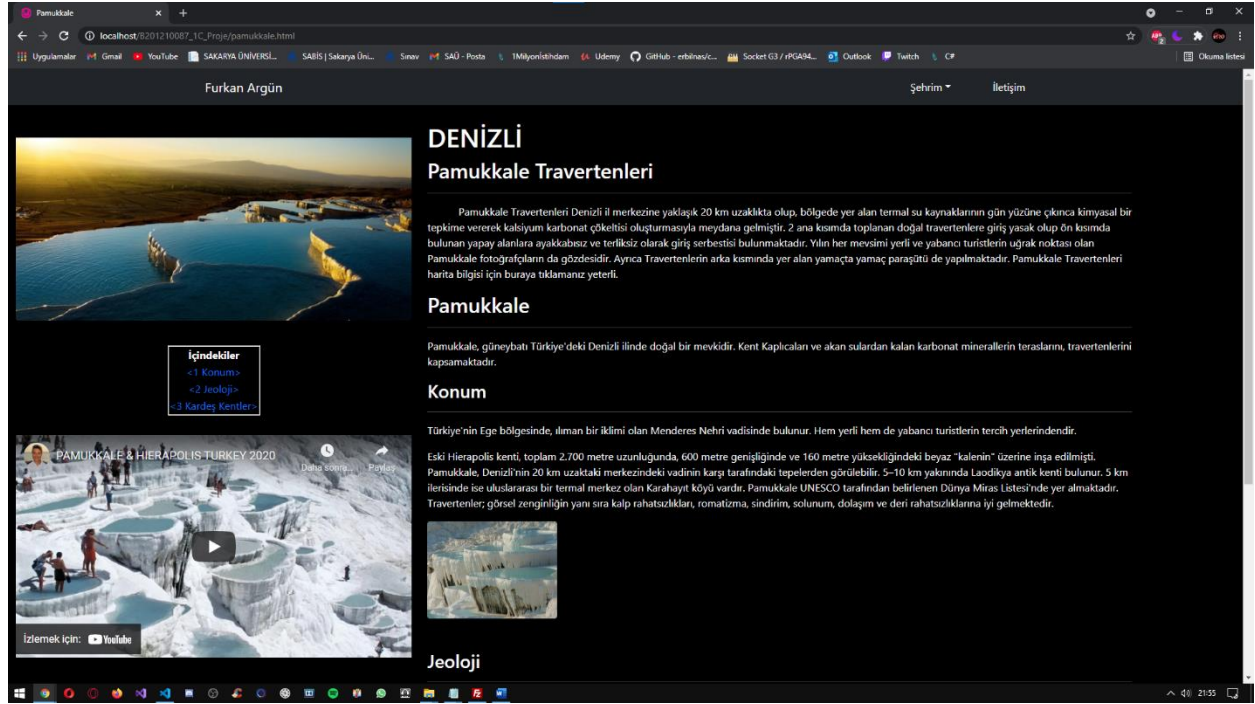 Pamukkale
localhost/8201210087_1C_Proje/pamukkale.html
Uygulamalar Gmail YouTube SAKARYA ÜNİVERSİ... SABİS | Sakarya Üni... Sınav SAÜ - Posta 1Milyonİstihdam Udemy GitHub - erbilnas/c... Socket G3 / rPGA94... Outlook Twitch C# Okuma listesi
Furkan Argün Şehrim İletişim
DENİZLİ
Pamukkale Travertenleri
Pamukkale Travertenleri Denizli il merkezine yaklaşık 20 km uzaklıkta olup, bölgede yer alan termal su kaynaklarının gün yüzüne çıkınca kimyasal bir
tepkime vererek kalsiyum karbonat çökeltisi oluşturmasıyla meydana gelmiştir. 2 ana kısımda toplanan doğal travertenlere giriş yasak olup ön kısımda
bulunan yapay alanlara ayakkabısız ve terliksiz olarak giriş serbestisi bulunmaktadır. Yılın her mevsimi yerli ve yabancı turistlerin uğrak noktası olan
Pamukkale fotoğrafçıların da gözdesidir. Ayrıca Travertenlerin arka kısmında yer alan yamaçta yamaç paraşütü de yapılmaktadır. Pamukkale Travertenleri
harita bilgisi için buraya tıklamanız yeterli.
Pamukkale
Pamukkale, güneybatı Türkiye'deki Denizli ilinde doğal bir mevkidir. Kent Kaplıcaları ve akan sulardan kalan karbonat minerallerin teraslarını, travertenlerini
kapsamaktadır.
Konum
Türkiye'nin Ege bölgesinde, ılıman bir iklimi olan Menderes Nehri vadisinde bulunur. Hem yerli hem de yabancı turistlerin tercih yerlerindendir.
Eski Hierapolis kenti, toplam 2.700 metre uzunluğunda, 600 metre genişliğinde ve 160 metre yüksekliğindeki beyaz "kalenin" üzerine inşa edilmişti.
Pamukkale, Denizli'nin 20 km uzaktaki merkezindeki vadinin karşı tarafındaki tepelerden görülebilir. 5–10 km yakınında Laodikya antik kenti bulunur. 5 km
ilerisinde ise uluslararası bir termal merkez olan Karahayıt köyü vardır. Pamukkale UNESCO tarafından belirlenen Dünya Miras Listesi'nde yer almaktadır.
Travertenler; görsel zenginliğin yanı sıra kalp rahatsızlıkları, romatizma, sindirim, solunum, dolaşım ve deri rahatsızlıklarına iyi gelmektedir.
Jeoloji
İçindekiler
<1 Konum>
<2 Jeoloji>
<3 Kardeş Kentler>
PAMUKKALE & HIERAPOLIS TURKEY 2020
Daha sonra... Paylaş
İzlemek için: YouTube
21:55